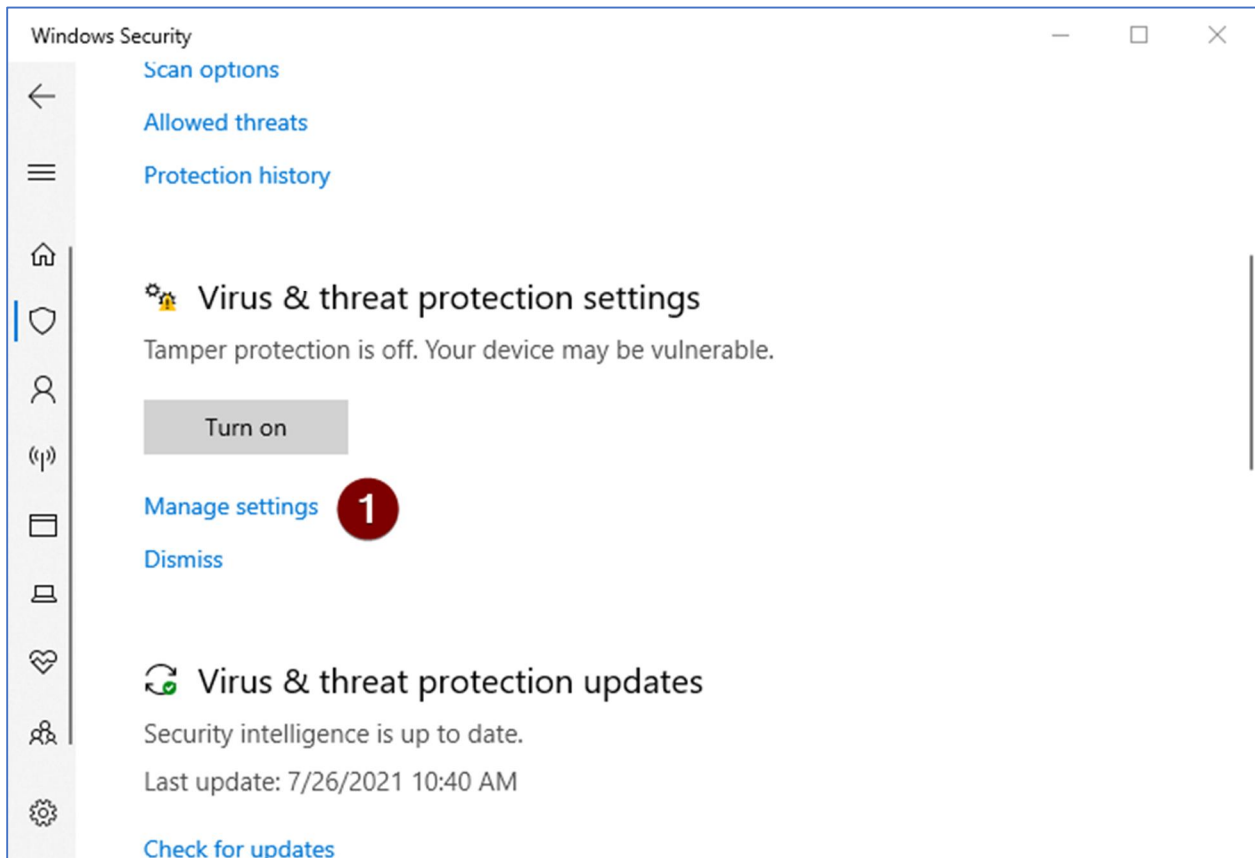 Windows Security
Scan options
Allowed threats
Protection history
Virus & threat protection settings
Tamper protection is off. Your device may be vulnerable.
Turn on
Manage settings 1
Dismiss
Virus & threat protection updates
Security intelligence is up to date.
Last update: 7/26/2021 10:40 AM
Check for updates